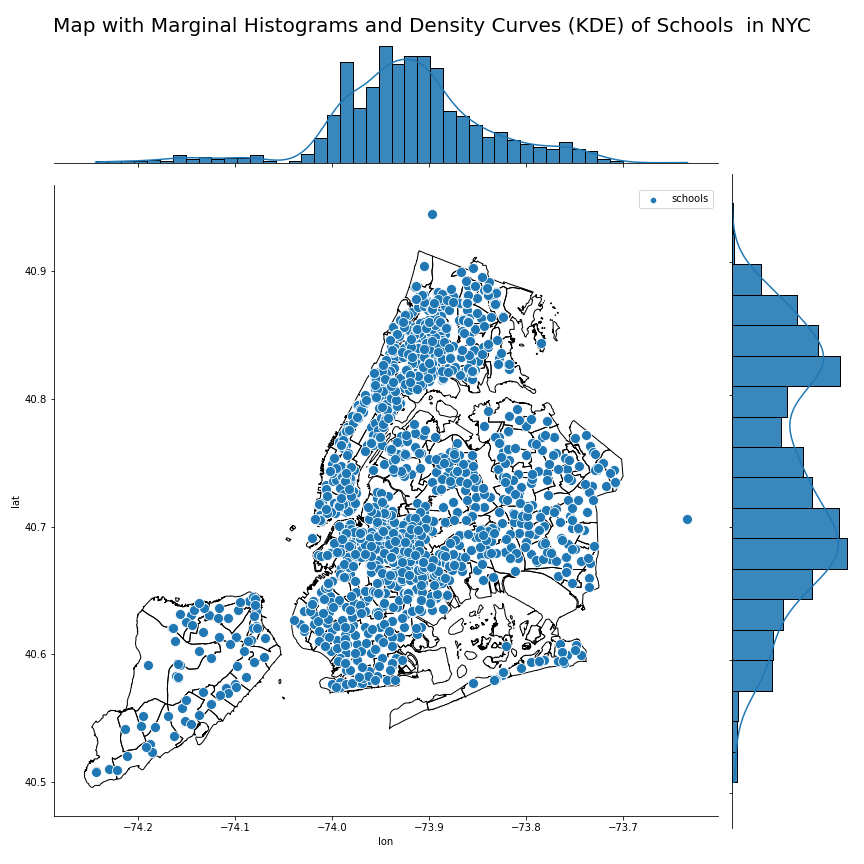 Map with Marginal Histograms and Density Curves (KDE) of Schools  in NYC
schools
lat
40.9
40.8
40.7
40.6
40.5
−74.2 −74.1 −74.0 −73.9 −73.8 −73.7
lon